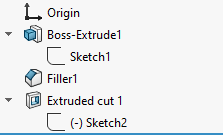 Origin
Boss-Extrude1
Sketch1
Filler1
Extruded cut 1
(-) Sketch2